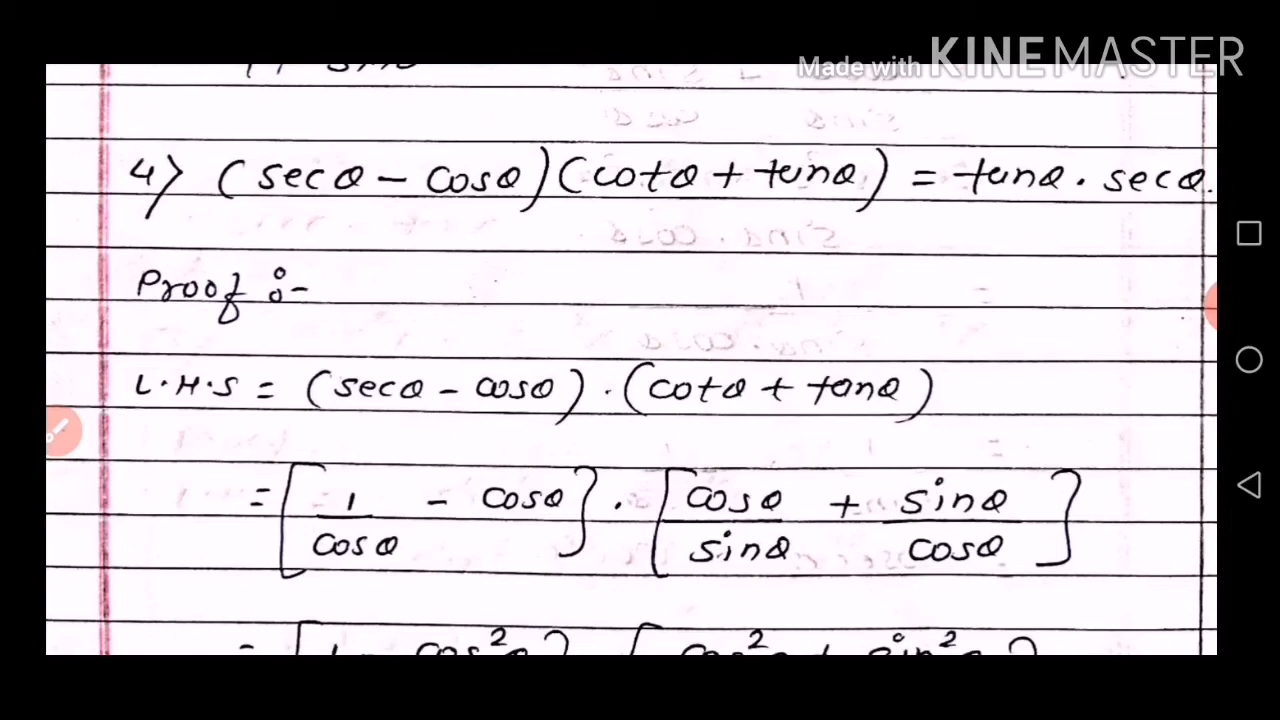 Made with KINEMASTER
4> (secθ - cosθ)(cotθ + tanθ) = tanθ . secθ.
Proof :-
L.H.S = (secθ - cosθ) . (cotθ + tanθ)
= [1/cosθ - cosθ] . [cosθ/sinθ + sinθ/cosθ]